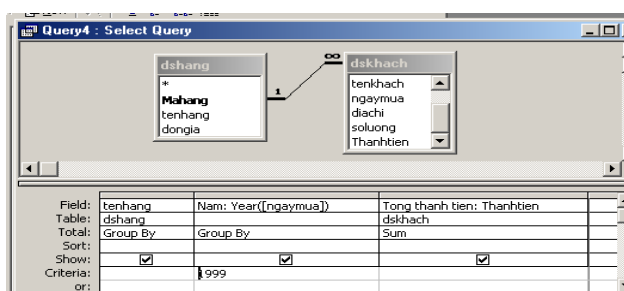 Query4 : Select Query
dshang
*
Mahang
tenhang
dongia
1
∞
dskhach
tenkhach
ngaymua
diachi
soluong
Thanhtien
Field: tenhang Nam: Year([ngaymua]) Tong thanh tien: Thanhtien
Table: dshang dskhach
Total: Group By Group By Sum
Sort:
Show:
Criteria: 1999
or: